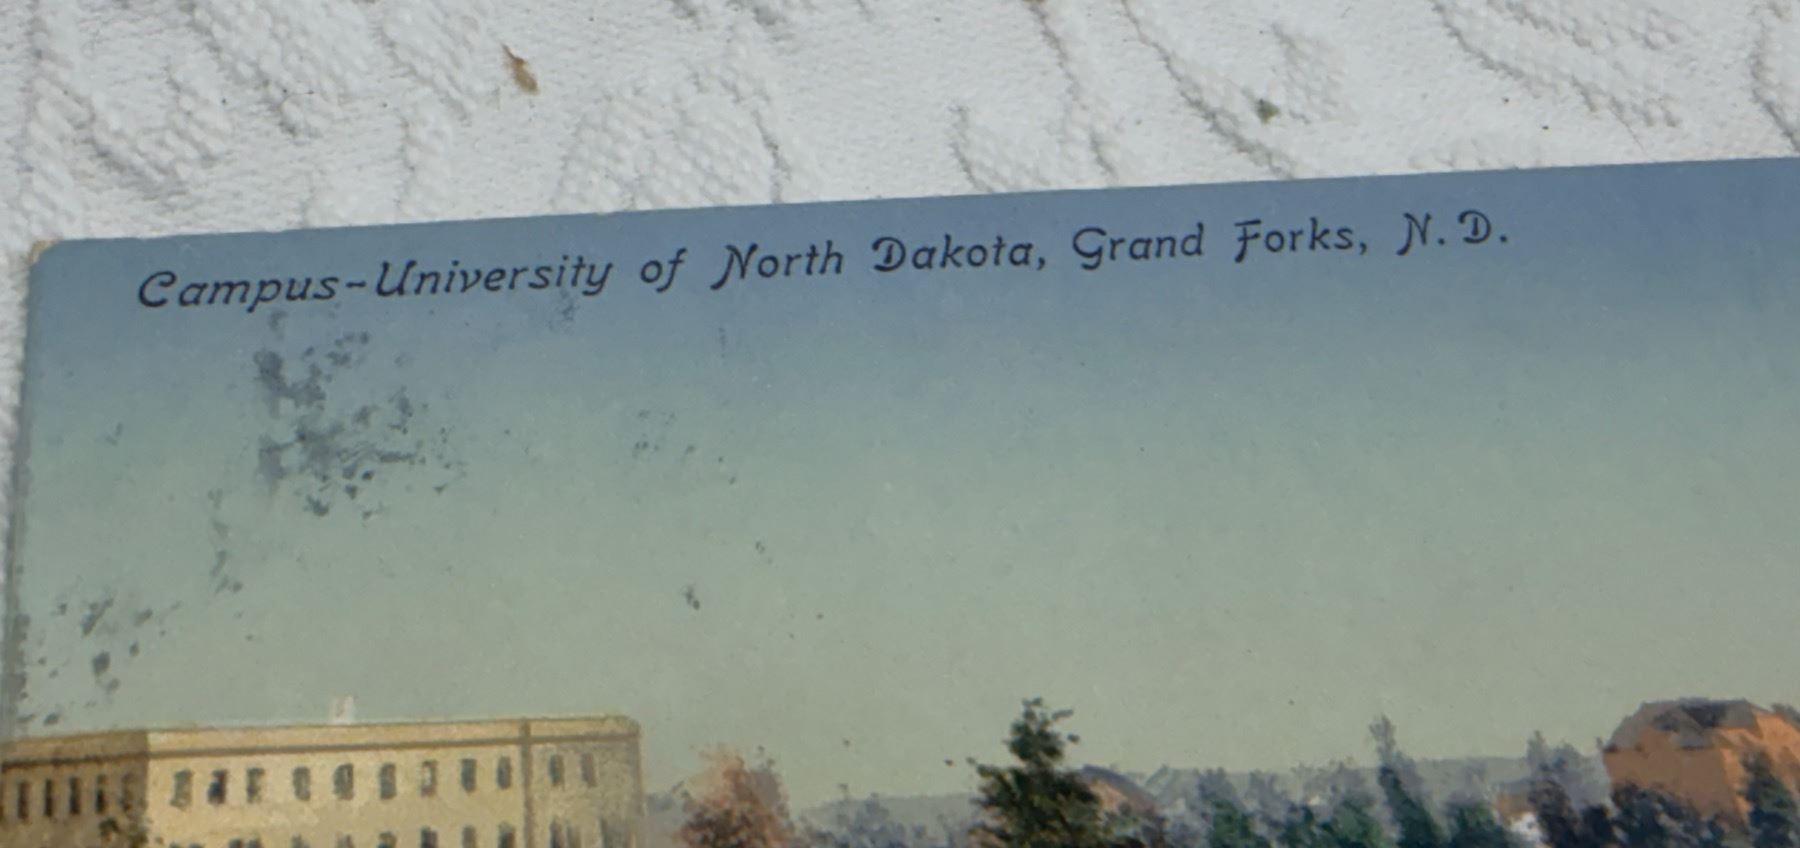 Campus-University of North Dakota, Grand Forks, N.D.